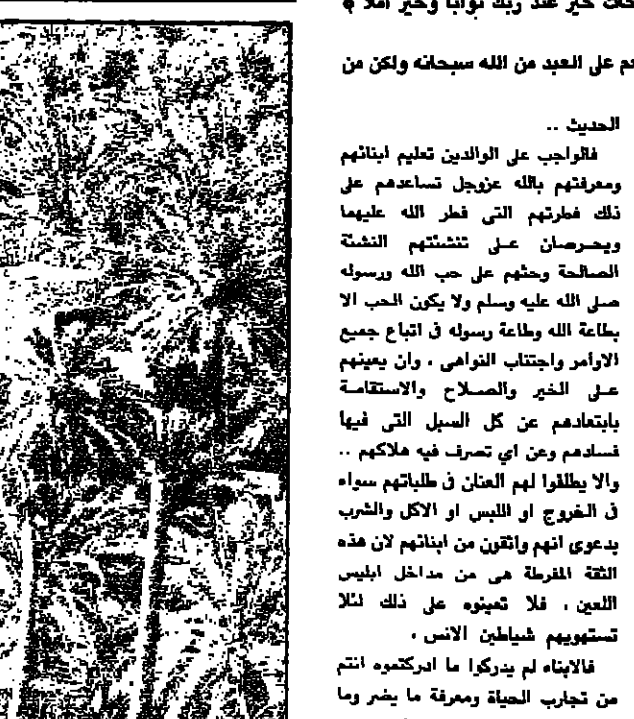 خير عند ربك ثوابا وخير املا ﴾
على العبد من الله سبحانه ولكن من
الحديث ..
فالواجب على الوالدين تعليم ابنائهم
ومعرفتهم بالله عزوجل تساعدهم على
ذلك فطرتهم التى فطر الله عليهما
ويحرصان على تنشئتهم النشئة
الصالحة وحثهم على حب الله ورسوله
صلى الله عليه وسلم ولا يكون الحب الا
بطاعة الله وطاعة رسوله فى اتباع جميع
الاوامر واجتناب النواهى ، وان يعينهم
على الخير والصلاح والاستقامة
بابتعادهم عن كل السبل التى فيها
فسادهم وعن اي تصرف فيه هلاكهم ..
والا يطلقوا لهم العنان فى طلباتهم سواء
فى الخروج او اللبس او الاكل والشرب
بدعوى انهم واثقون من ابنائهم لان هذه
الثقة المفرطة هى من مداخل ابليس
اللعين ، فلا تعينوه على ذلك لئلا
تستهويهم شياطين الانس ،
فالابناء لم يدركوا ما ادركتموه انتم
من تجارب الحياة ومعرفة ما يضر وما